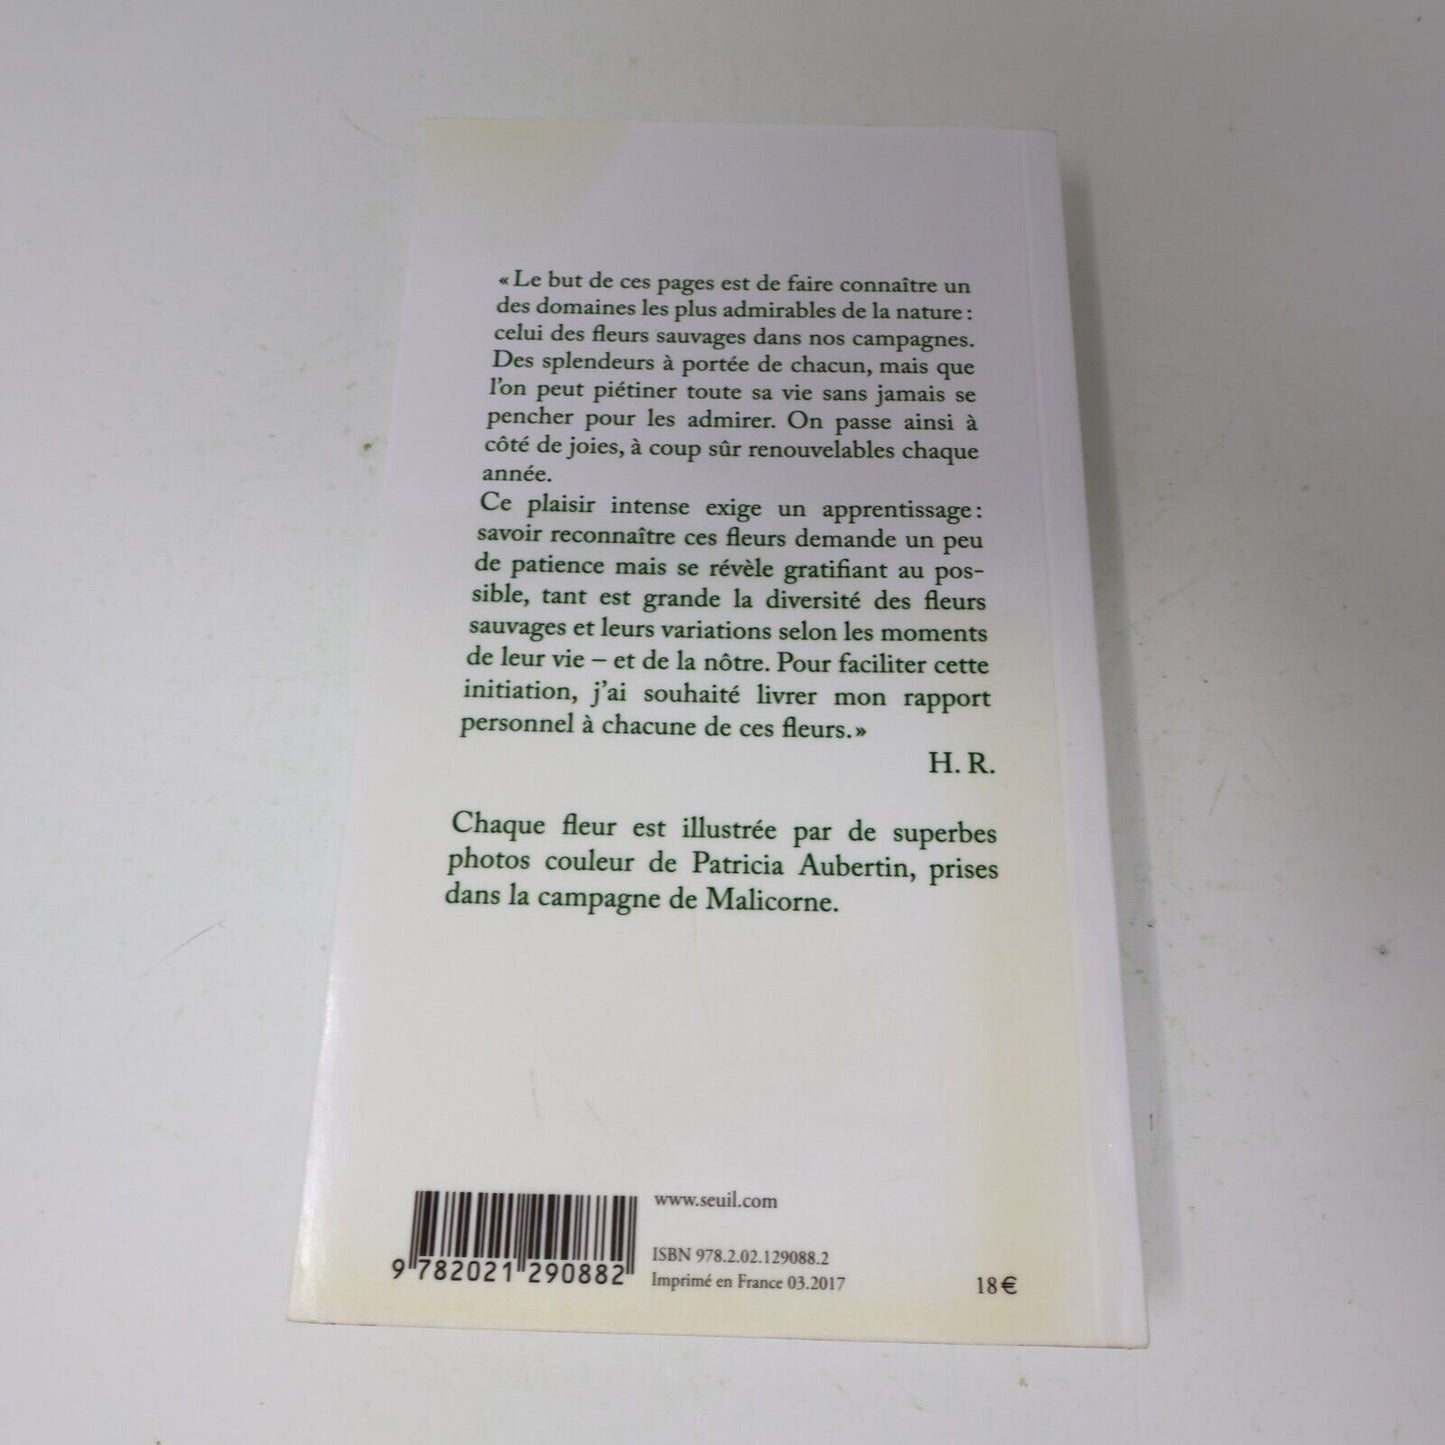 « Le but de ces pages est de faire connaître un
des domaines les plus admirables de la nature :
celui des fleurs sauvages dans nos campagnes.
Des splendeurs à portée de chacun, mais que
l'on peut piétiner toute sa vie sans jamais se
pencher pour les admirer. On passe ainsi à
côté de joies, à coup sûr renouvelables chaque
année.
Ce plaisir intense exige un apprentissage :
savoir reconnaître ces fleurs demande un peu
de patience mais se révèle gratifiant au pos-
sible, tant est grande la diversité des fleurs
sauvages et leurs variations selon les moments
de leur vie – et de la nôtre. Pour faciliter cette
initiation, j'ai souhaité livrer mon rapport
personnel à chacune de ces fleurs. »
H. R.
Chaque fleur est illustrée par de superbes
photos couleur de Patricia Aubertin, prises
dans la campagne de Malicorne.
www.seuil.com
ISBN 978.2.02.129088.2
Imprimé en France 03.2017
9 782021 290882
18 €